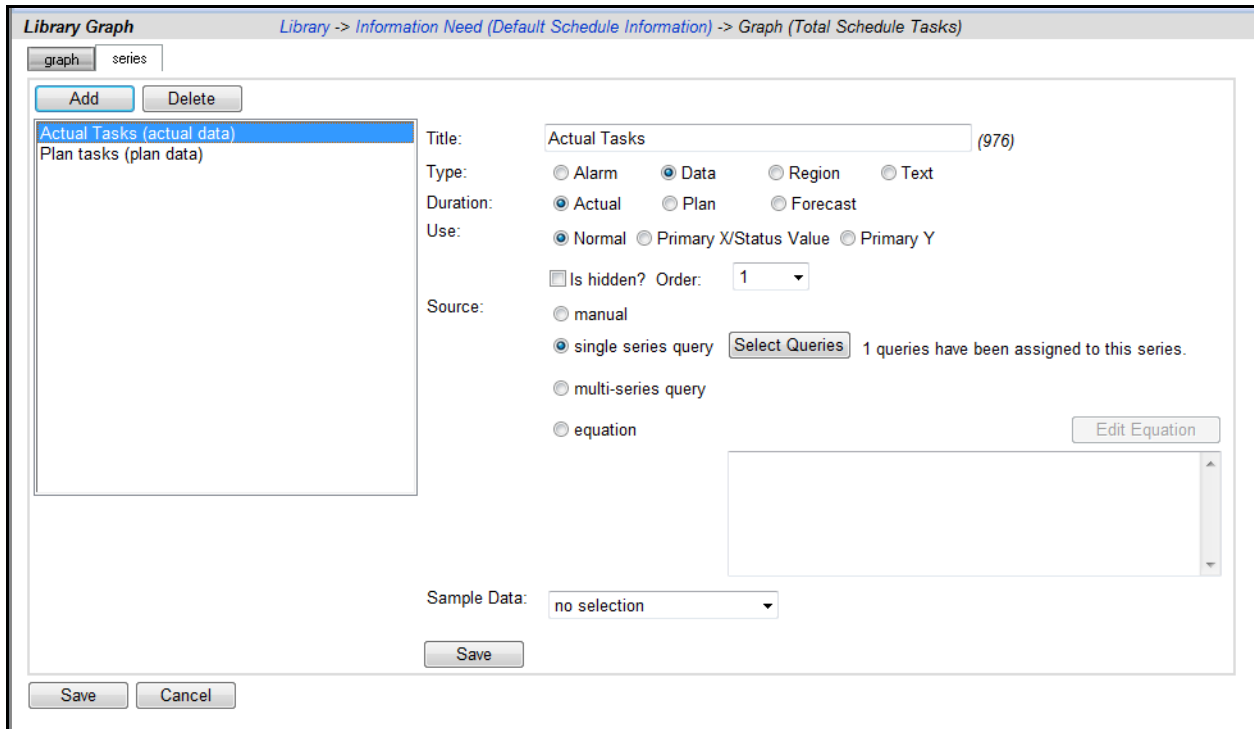 Library Graph Library -> Information Need (Default Schedule Information) -> Graph (Total Schedule Tasks)
graph series
Add Delete
Actual Tasks (actual data)
Plan tasks (plan data)
Title: Actual Tasks (976)
Type: Alarm Data Region Text
Duration: Actual Plan Forecast
Use: Normal Primary X/Status Value Primary Y
Is hidden? Order: 1
Source: manual
single series query Select Queries 1 queries have been assigned to this series.
multi-series query
equation Edit Equation
Sample Data: no selection
Save
Save Cancel